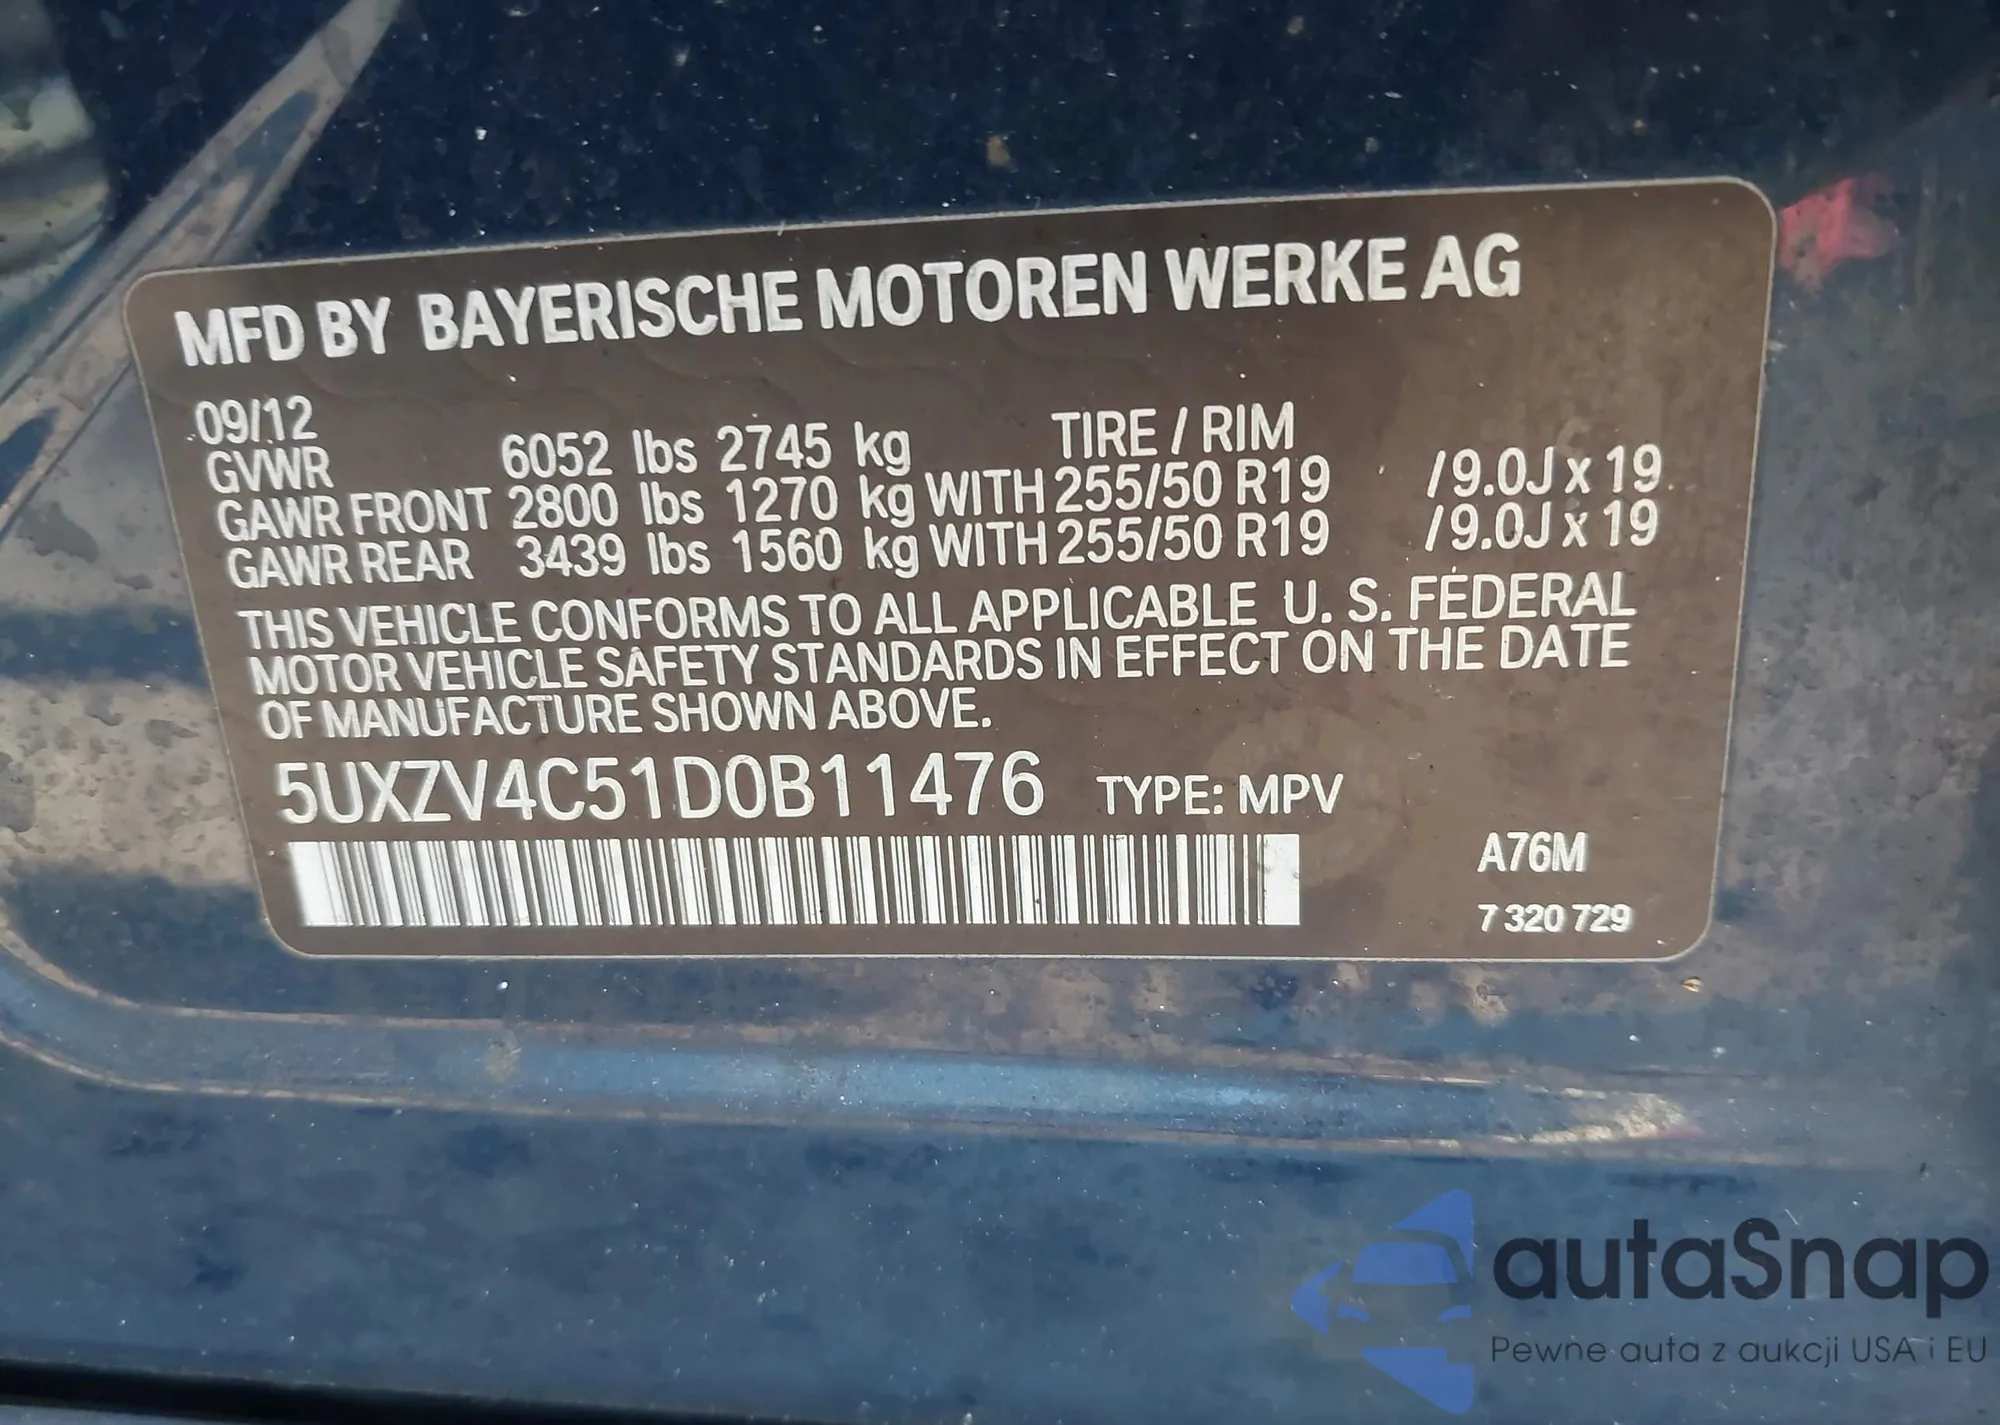 MFD BY BAYERISCHE MOTOREN WERKE AG
09/12
GVWR 6052 lbs 2745 kg TIRE / RIM
GAWR FRONT 2800 lbs 1270 kg WITH 255/50 R19 /9.0J x 19
GAWR REAR 3439 lbs 1560 kg WITH 255/50 R19 /9.0J x 19
THIS VEHICLE CONFORMS TO ALL APPLICABLE U. S. FEDERAL
MOTOR VEHICLE SAFETY STANDARDS IN EFFECT ON THE DATE
OF MANUFACTURE SHOWN ABOVE.
5UXZV4C51D0B11476 TYPE: MPV
A76M
7 320 729
autaSnap
Pewne auta z aukcji USA i EU